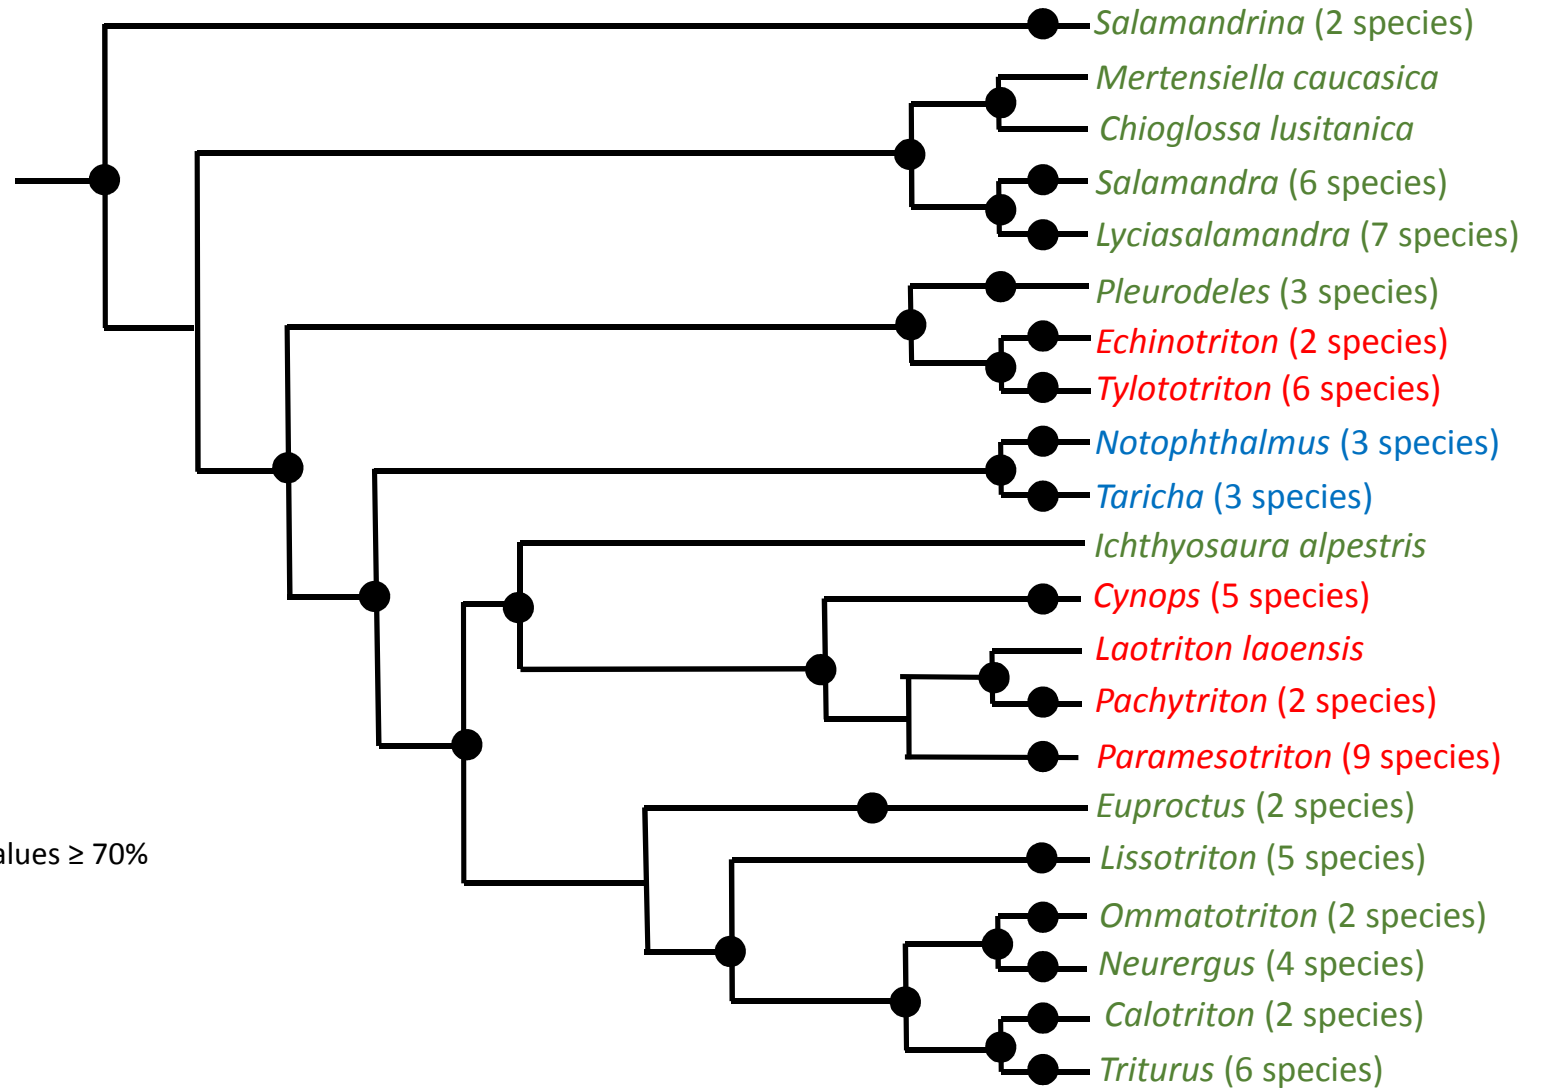 Salamandrina (2 species)
Mertensiella caucasica
Chioglossa lusitanica
Salamandra (6 species)
Lyciasalamandra (7 species)
Pleurodeles (3 species)
Echinotriton (2 species)
Tylototriton (6 species)
Notophthalmus (3 species)
Taricha (3 species)
Ichthyosaura alpestris
Cynops (5 species)
Laotriton laoensis
Pachytriton (2 species)
Paramesotriton (9 species)
Euproctus (2 species)
alues ≥ 70%
Lissotriton (5 species)
Ommatotriton (2 species)
Neurergus (4 species)
Calotriton (2 species)
Triturus (6 species)